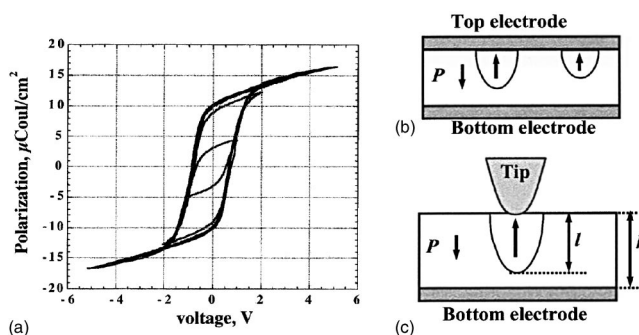 20
15
10
5
0
-5
-10
-15
-20
Polarization, µCoul/cm²
-6 -4 -2 0 2 4 6
voltage, V
(a)
Top electrode
P
Bottom electrode
(b)
Tip
P
l
Bottom electrode
(c)